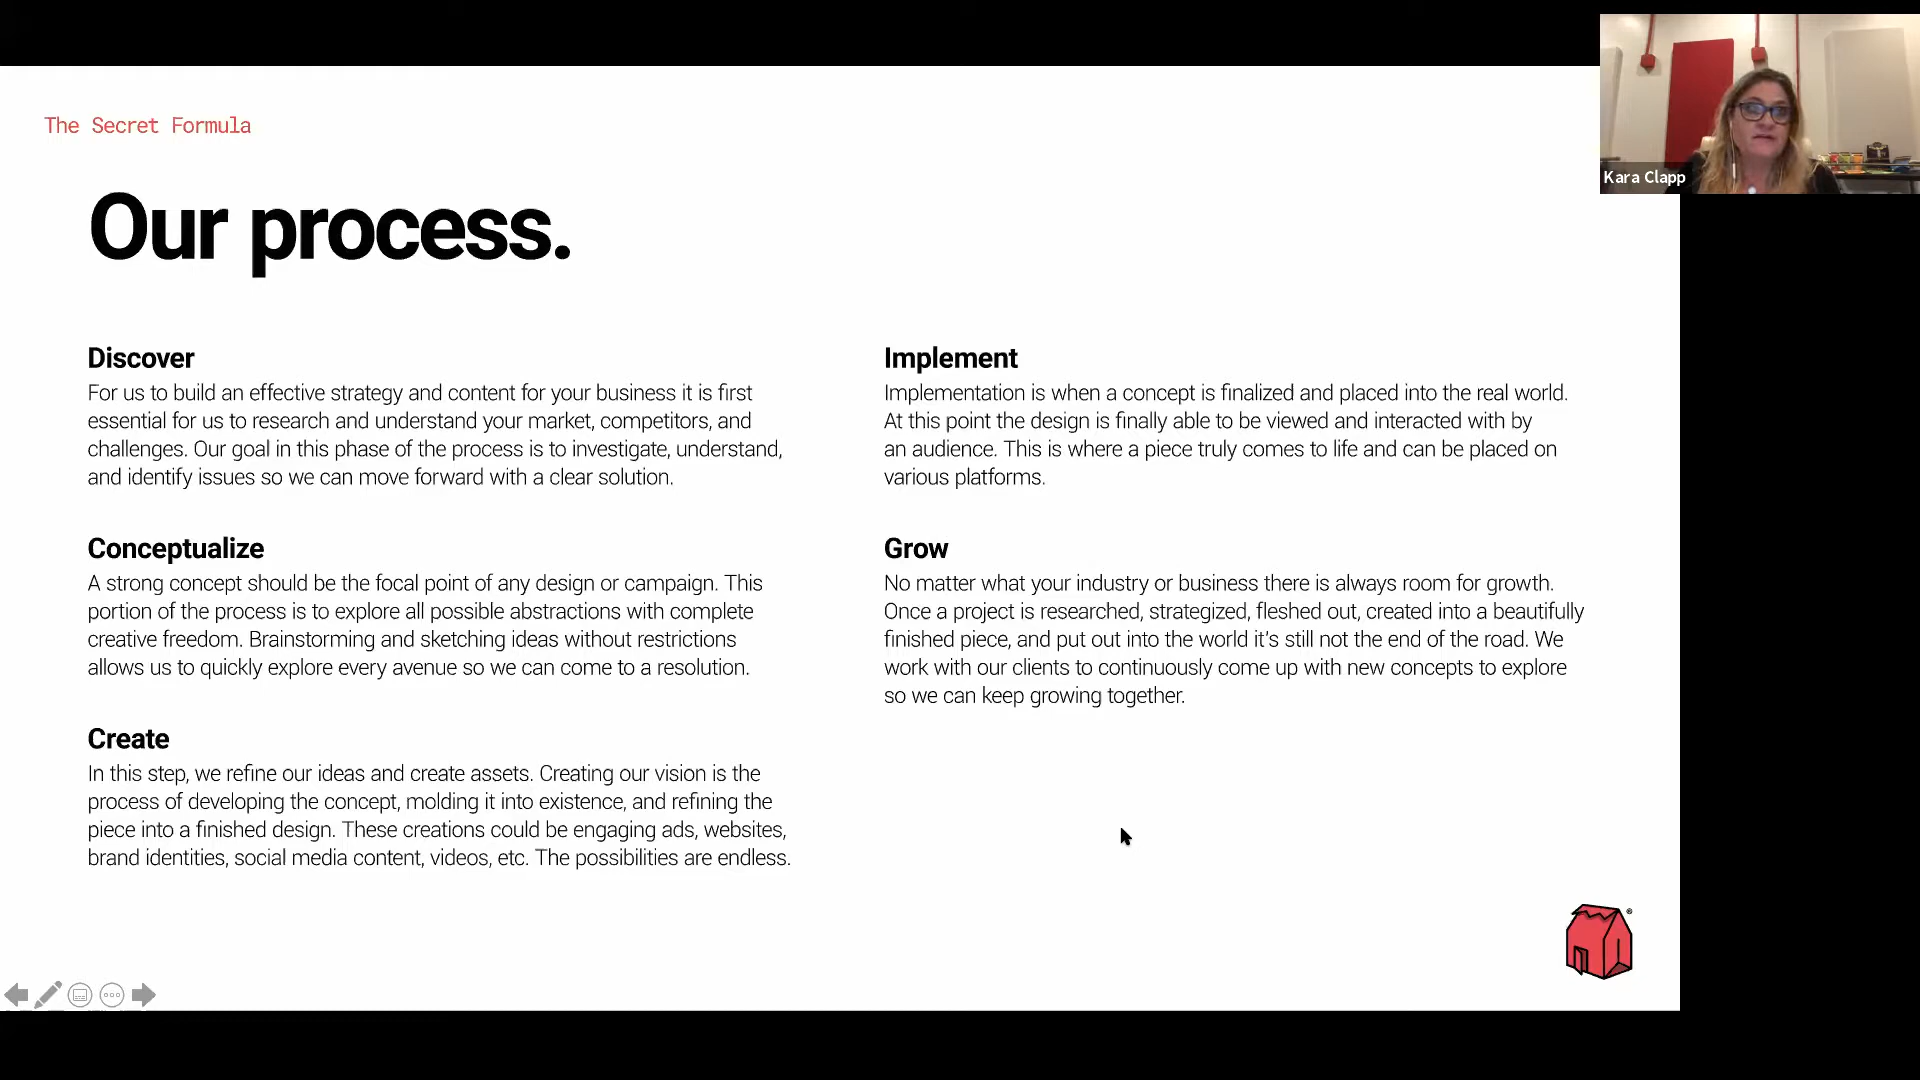 The Secret Formula
Our process.
Discover
For us to build an effective strategy and content for your business it is first
essential for us to research and understand your market, competitors, and
challenges. Our goal in this phase of the process is to investigate, understand,
and identify issues so we can move forward with a clear solution.
Conceptualize
A strong concept should be the focal point of any design or campaign. This
portion of the process is to explore all possible abstractions with complete
creative freedom. Brainstorming and sketching ideas without restrictions
allows us to quickly explore every avenue so we can come to a resolution.
Create
In this step, we refine our ideas and create assets. Creating our vision is the
process of developing the concept, molding it into existence, and refining the
piece into a finished design. These creations could be engaging ads, websites,
brand identities, social media content, videos, etc. The possibilities are endless.
Implement
Implementation is when a concept is finalized and placed into the real world.
At this point the design is finally able to be viewed and interacted with by
an audience. This is where a piece truly comes to life and can be placed on
various platforms.
Grow
No matter what your industry or business there is always room for growth.
Once a project is researched, strategized, fleshed out, created into a beautifully
finished piece, and put out into the world it’s still not the end of the road. We
work with our clients to continuously come up with new concepts to explore
so we can keep growing together.
®
Kara Clapp